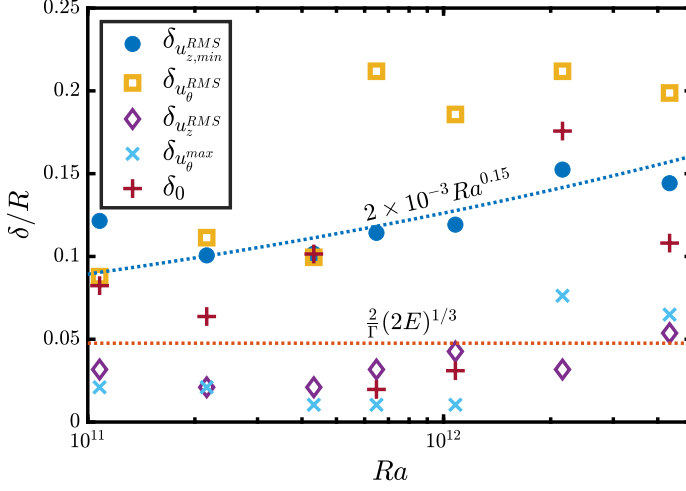 0.25
0.2
0.15
0.1
0.05
0
δ/R
δ_{u_{z,min}^{RMS}}
δ_{u_θ^{RMS}}
δ_{u_z^{RMS}}
δ_{u_θ^{max}}
δ_0
2 × 10^{-3} Ra^{0.15}
\frac{2}{Γ}(2E)^{1/3}
10^{11}
10^{12}
Ra